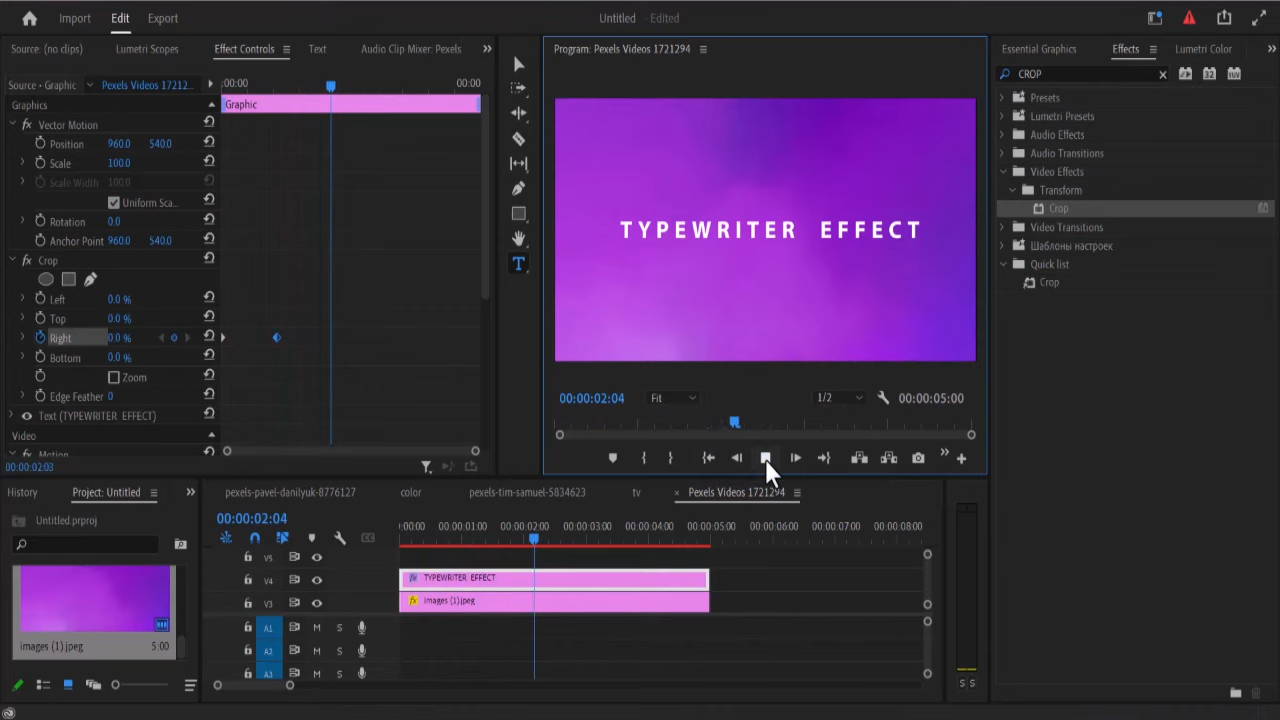 Import Edit Export Untitled - Edited
Source: (no clips) Lumetri Scopes Effect Controls Text Audio Clip Mixer: Pexels
Program: Pexels Videos 1721294
Essential Graphics Effects Lumetri Color
Source • Graphic Pexels Videos 17212...
:00:00 00:00
Graphics
Graphic
fx Vector Motion
Position 960.0 540.0
Scale 100.0
Scale Width 100.0
Uniform Sca...
Rotation 0.0
Anchor Point 960.0 540.0
fx Crop
Left 0.0 %
Top 0.0 %
Right 0.0 %
Bottom 0.0 %
Zoom
Edge Feather 0
Text (TYPEWRITER EFFECT)
Video
00:00:02:03
T
TYPEWRITER EFFECT
00:00:02:04 Fit 1/2 00:00:05:00
CROP
Presets
Lumetri Presets
Audio Effects
Audio Transitions
Video Effects
Transform
Crop
Video Transitions
Шаблоны настроек
Quick list
Crop
History Project: Untitled
Untitled.prproj
images (1).jpeg 5:00
pexels-pavel-danilyuk-8776127 color pexels-tim-samuel-5834623 tv × Pexels Videos 1721294
00:00:02:04
:00:00 00:00:01:00 00:00:02:00 00:00:03:00 00:00:04:00 00:00:05:00 00:00:06:00 00:00:07:00 00:00:08:00
V5
V4 fx TYPEWRITER EFFECT
V3 fx images (1).jpeg
A1 M S
A2 M S
A3 M S
S S